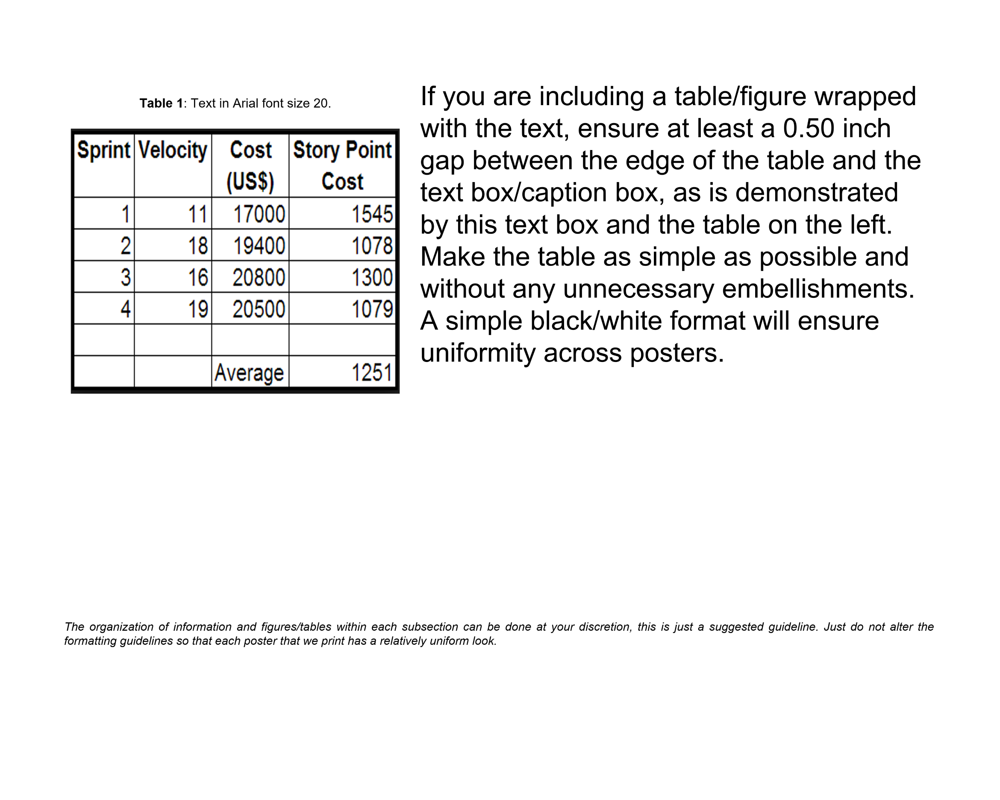 Table 1: Text in Arial font size 20.
Sprint Velocity Cost (US$) Story Point Cost
1 11 17000 1545
2 18 19400 1078
3 16 20800 1300
4 19 20500 1079
Average 1251
If you are including a table/figure wrapped
with the text, ensure at least a 0.50 inch
gap between the edge of the table and the
text box/caption box, as is demonstrated
by this text box and the table on the left.
Make the table as simple as possible and
without any unnecessary embellishments.
A simple black/white format will ensure
uniformity across posters.
The organization of information and figures/tables within each subsection can be done at your discretion, this is just a suggested guideline. Just do not alter the
formatting guidelines so that each poster that we print has a relatively uniform look.